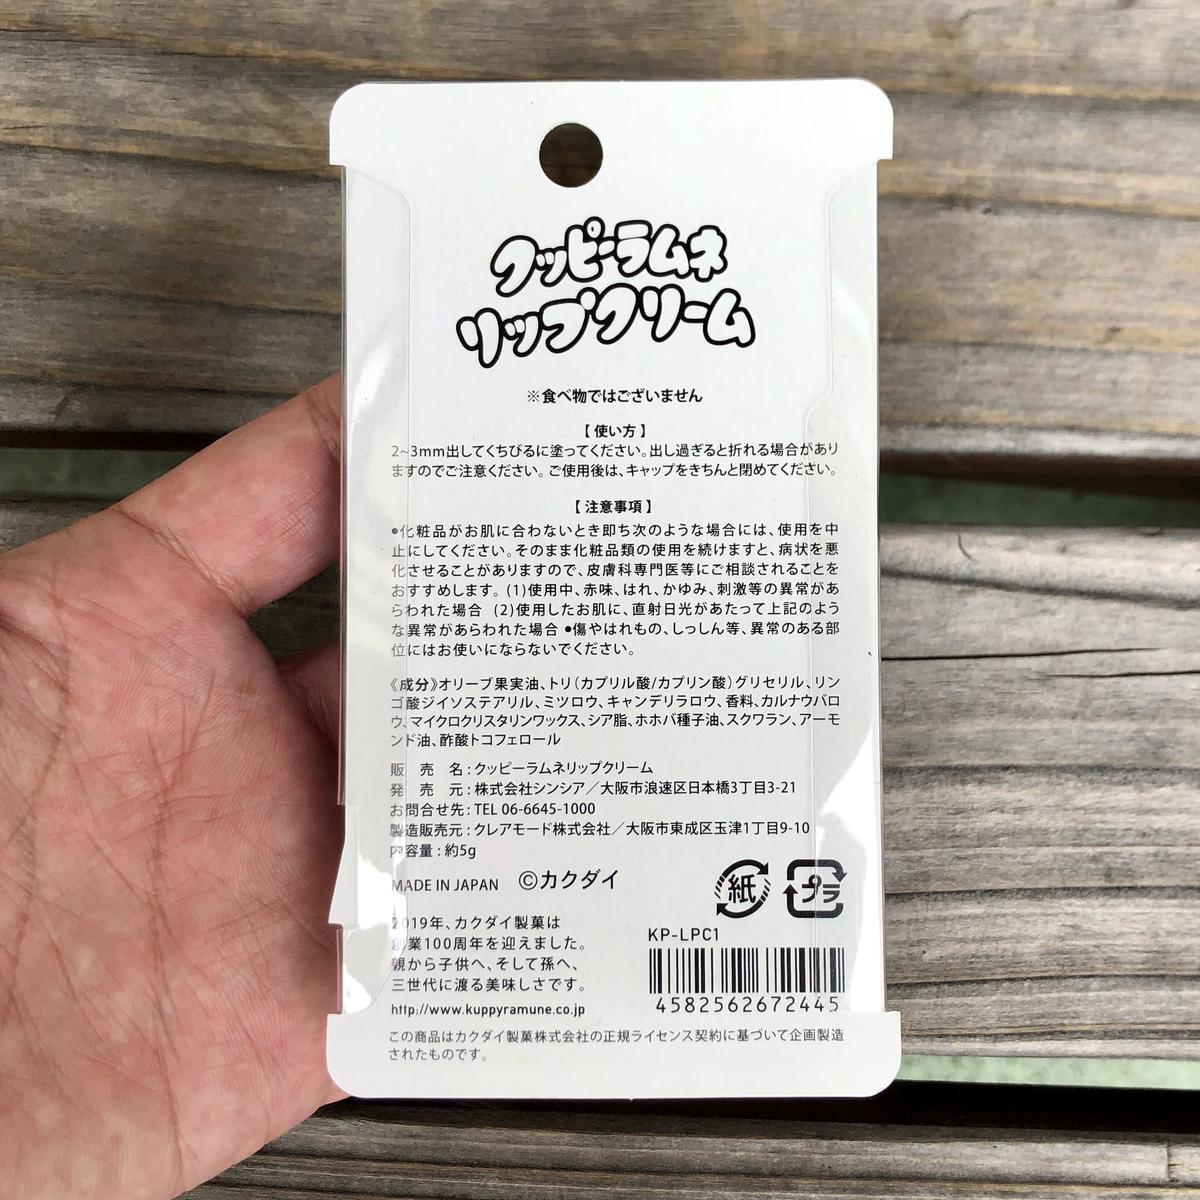 クッピーラムネ
リップクリーム
※食べ物ではございません
【使い方】
2~3mm出してくちびるに塗ってください。出し過ぎると折れる場合があり
ますのでご注意ください。ご使用後は、キャップをきちんと閉めてください。
【注意事項】
●化粧品がお肌に合わないとき即ち次のような場合には、使用を中
止にしてください。そのまま化粧品類の使用を続けますと、病状を悪
化させることがありますので、皮膚科専門医等にご相談されることを
おすすめします。(1)使用中、赤味、はれ、かゆみ、刺激等の異常があ
らわれた場合 (2)使用したお肌に、直射日光があたって上記のよう
な異常があらわれた場合 ●傷やはれもの、しっしん等、異常のある部
位にはお使いにならないでください。
《成分》オリーブ果実油、トリ(カプリル酸/カプリン酸)グリセリル、リン
ゴ酸ジイソステアリル、ミツロウ、キャンデリラロウ、香料、カルナウバロ
ウ、マイクロクリスタリンワックス、シア脂、ホホバ種子油、スクワラン、アーモ
ンド油、酢酸トコフェロール
販売名:クッピーラムネリップクリーム
発売元:株式会社シンシア/大阪市浪速区日本橋3丁目3-21
お問合せ先:TEL 06-6645-1000
製造販売元:クレアモード株式会社/大阪市東成区玉津1丁目9-10
内容量:約5g
MADE IN JAPAN ©カクダイ
紙 プラ
2019年、カクダイ製菓は
創業100周年を迎えました。
親から子供へ、そして孫へ、
三世代に渡る美味しさです。
http://www.kuppyramune.co.jp
KP-LPC1
4582562672445
この商品はカクダイ製菓株式会社の正規ライセンス契約に基づいて企画製造
されたものです。